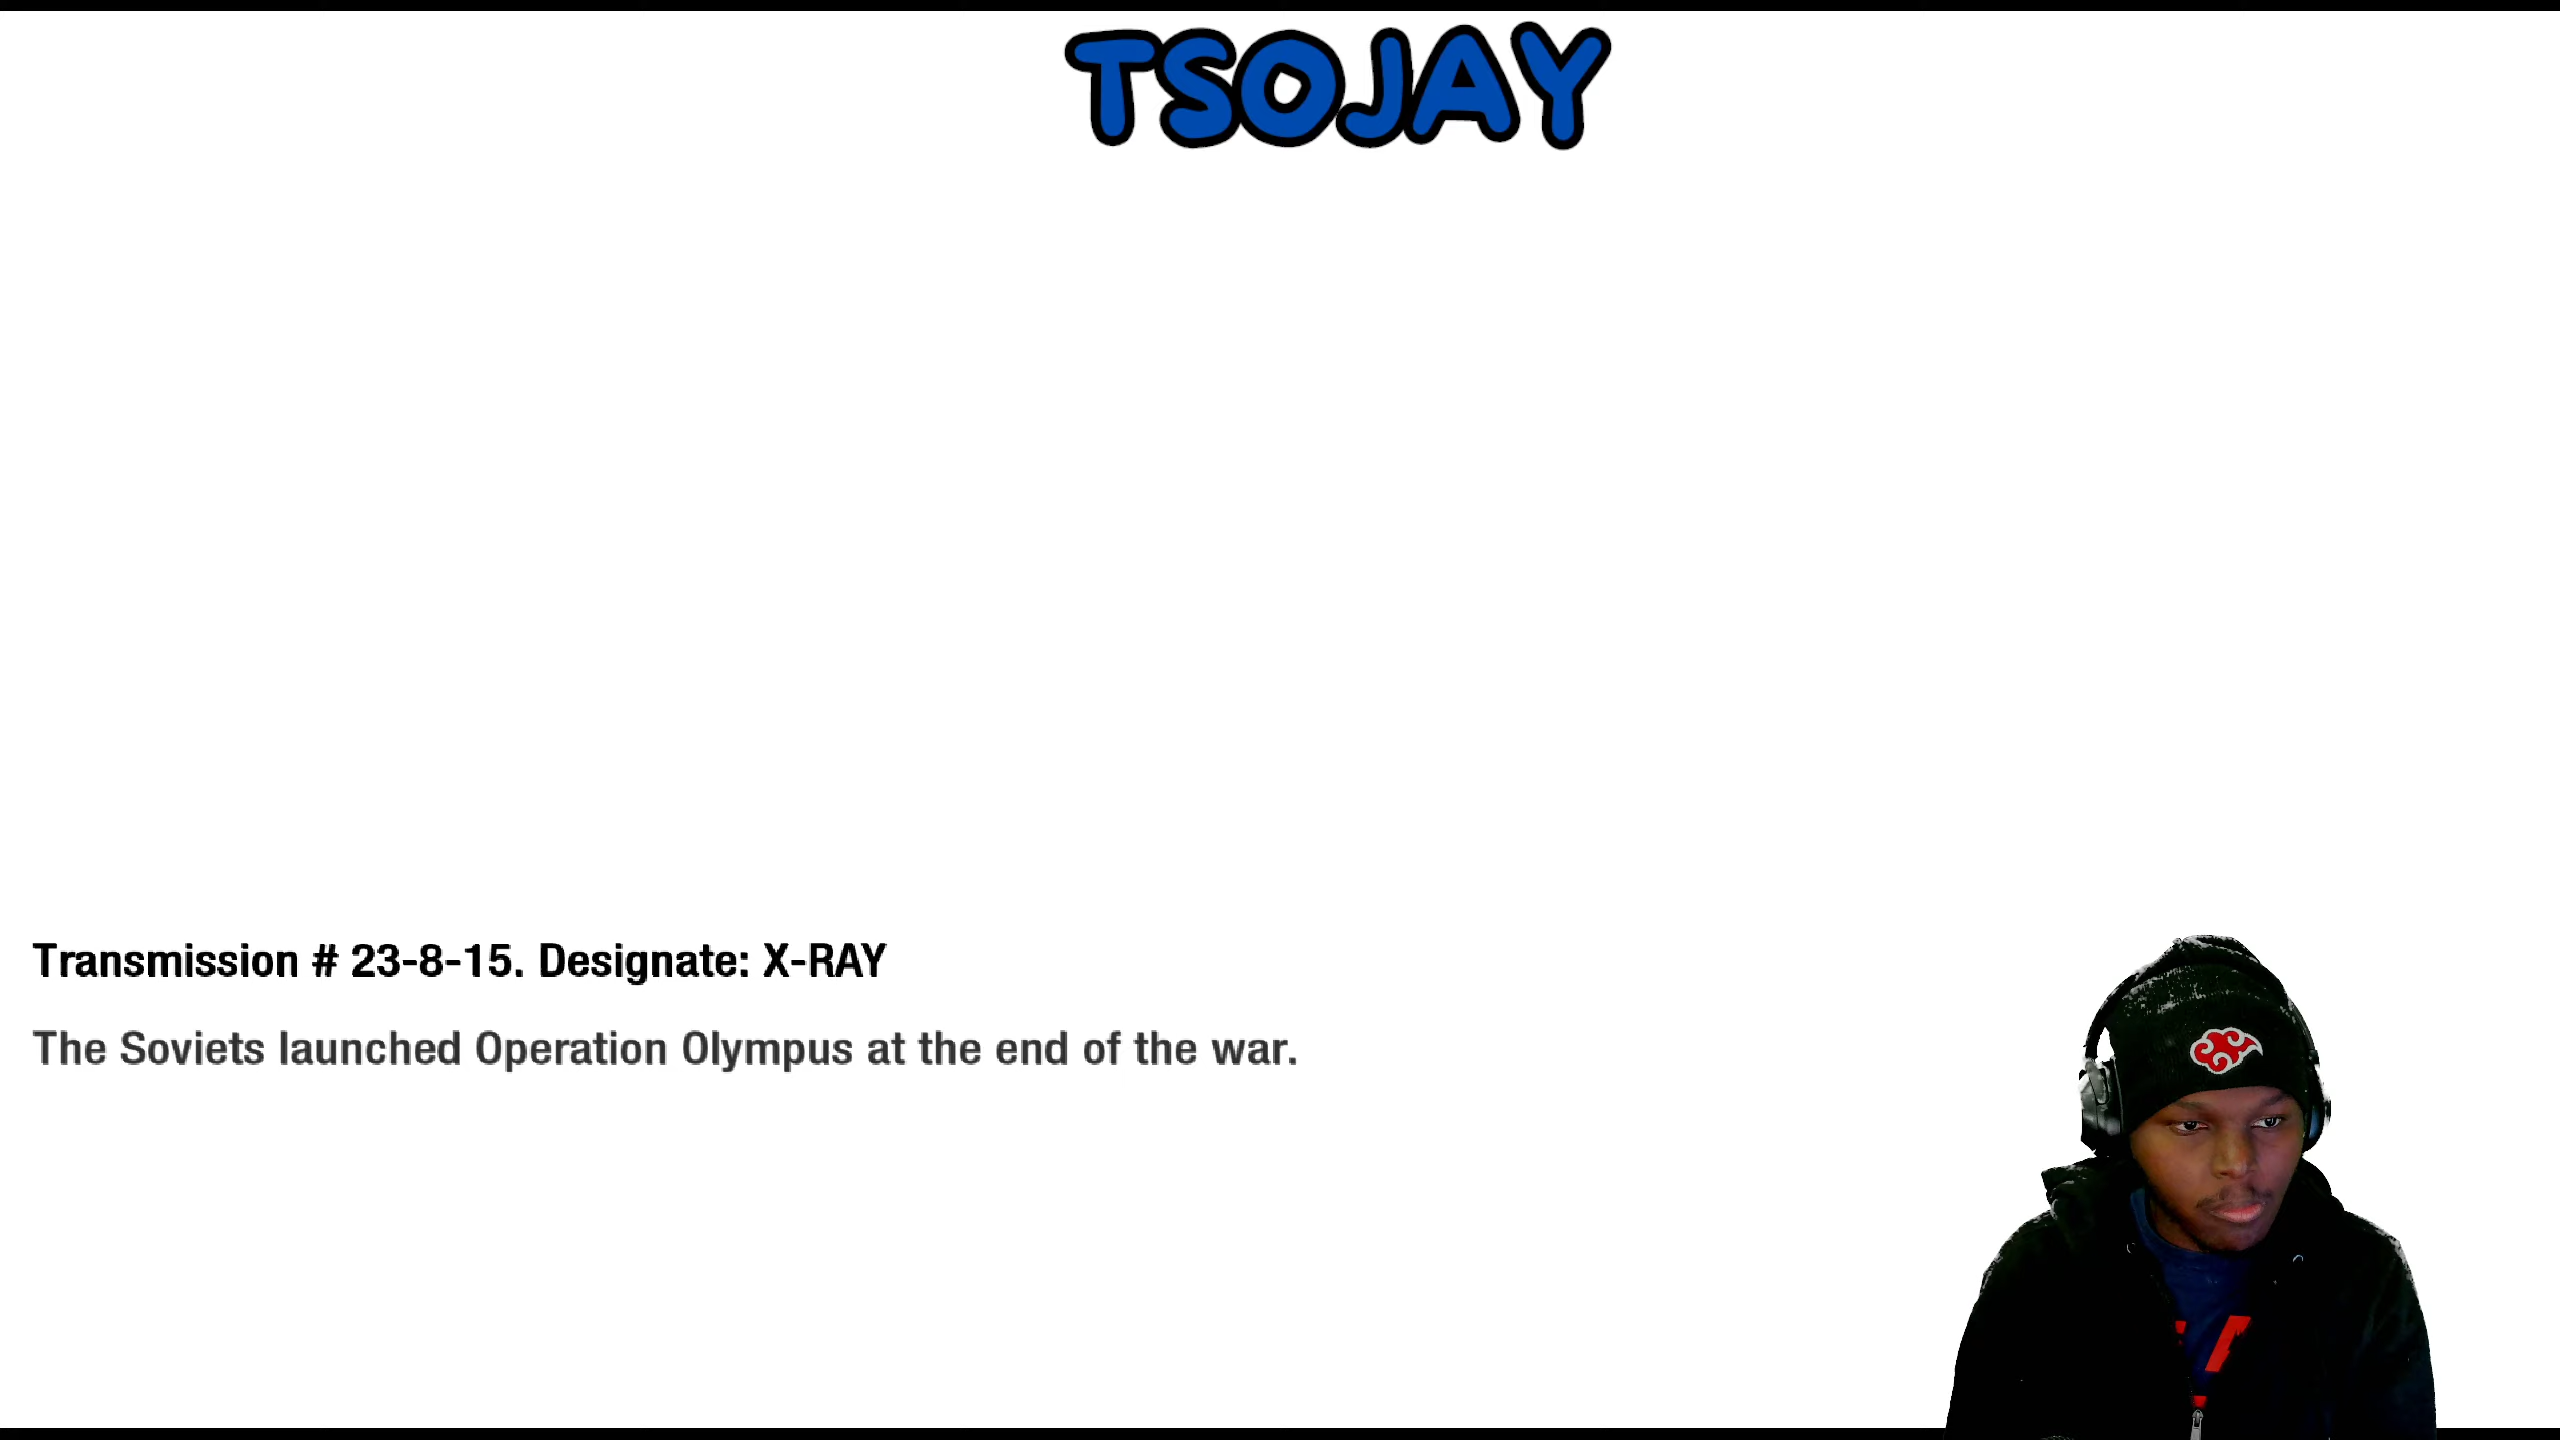 TSOJAY
Transmission # 23-8-15. Designate: X-RAY
The Soviets launched Operation Olympus at the end of the war.